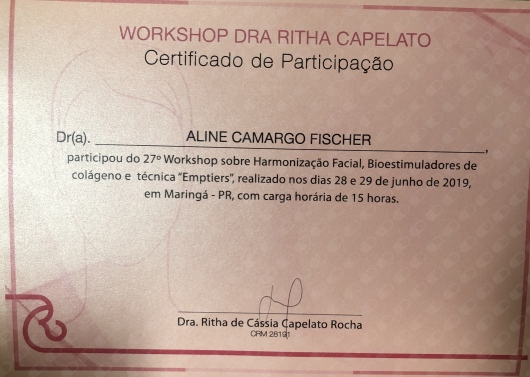 WORKSHOP DRA RITHA CAPELATO
Certificado de Participação
Dr(a). ALINE CAMARGO FISCHER,
participou do 27º Workshop sobre Harmonização Facial, Bioestimuladores de
colágeno e técnica "Emptiers", realizado nos dias 28 e 29 de junho de 2019,
em Maringá - PR, com carga horária de 15 horas.
Dra. Ritha de Cássia Capelato Rocha
CRM 28191